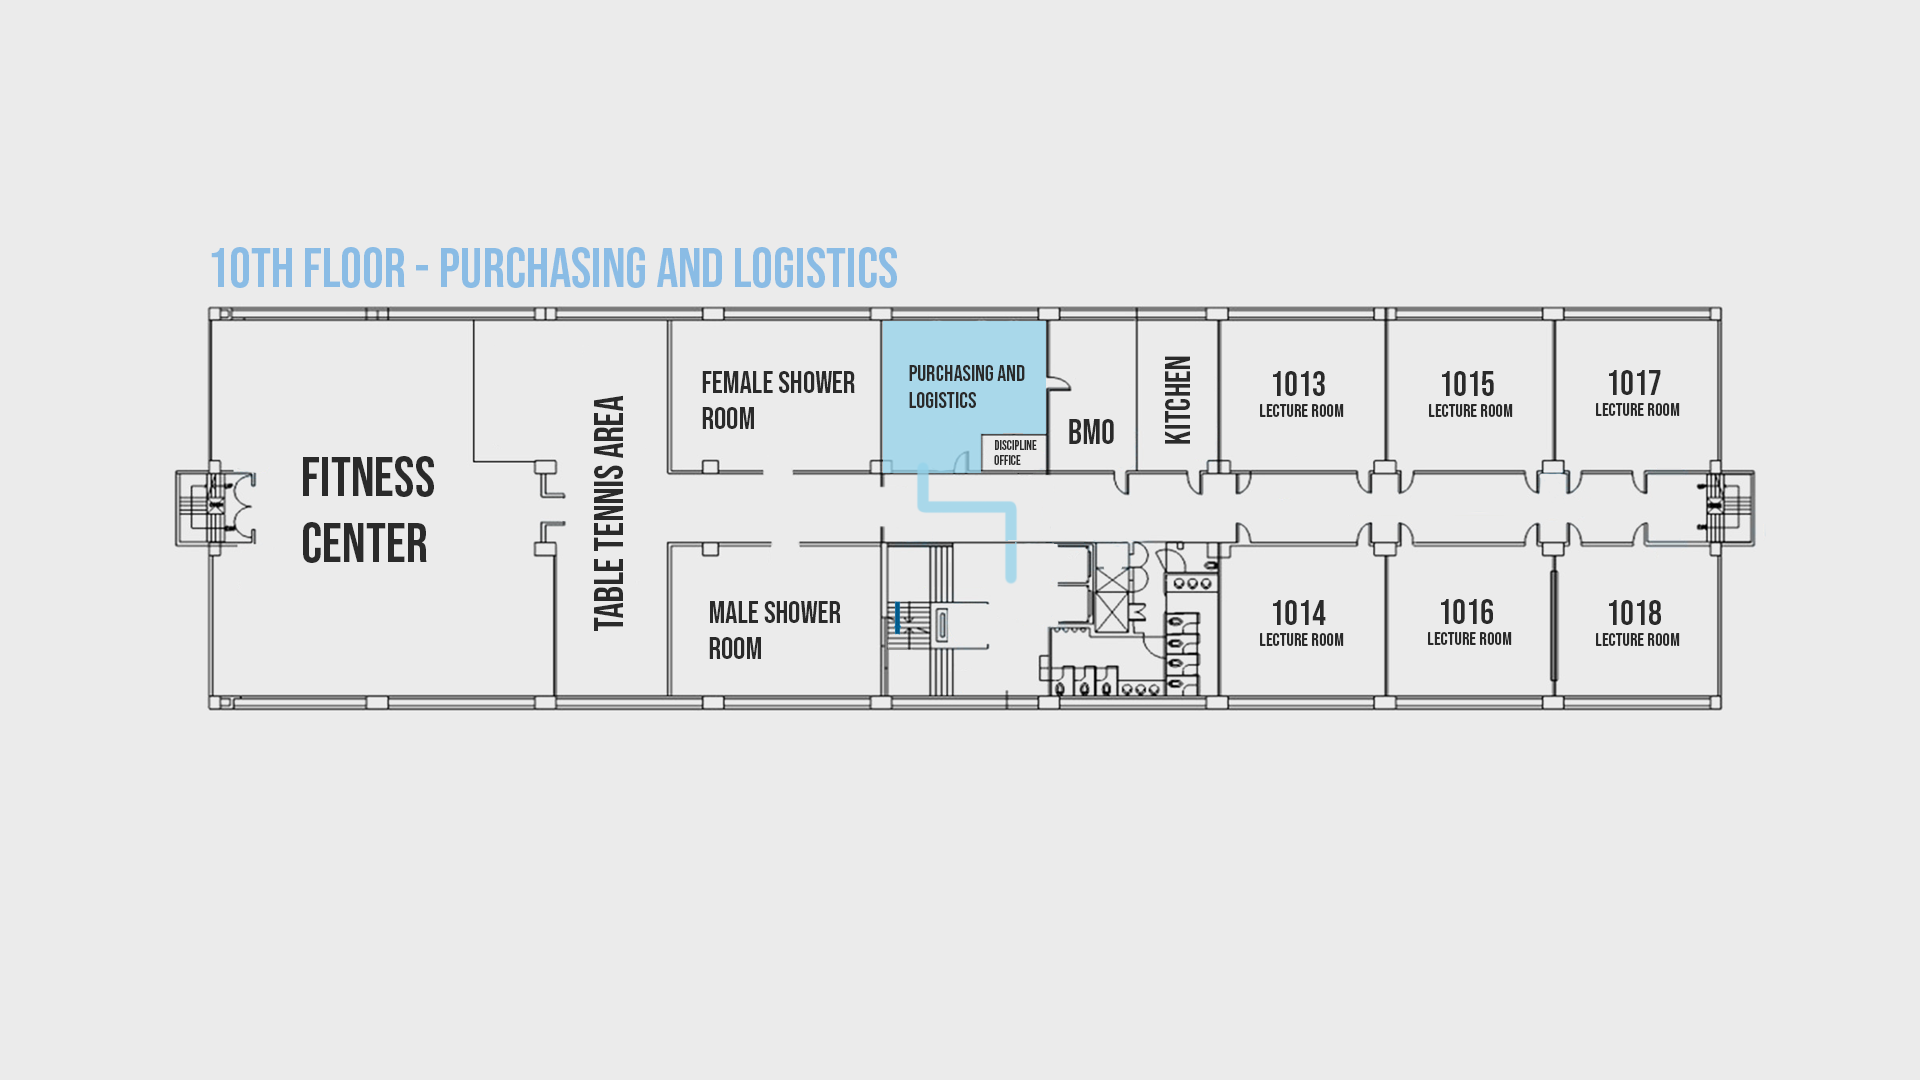 10TH FLOOR - PURCHASING AND LOGISTICS
FITNESS
CENTER
TABLE TENNIS AREA
FEMALE SHOWER
ROOM
MALE SHOWER
ROOM
PURCHASING AND
LOGISTICS
DISCIPLINE
OFFICE
BMO
KITCHEN
1013
LECTURE ROOM
1015
LECTURE ROOM
1017
LECTURE ROOM
1014
LECTURE ROOM
1016
LECTURE ROOM
1018
LECTURE ROOM